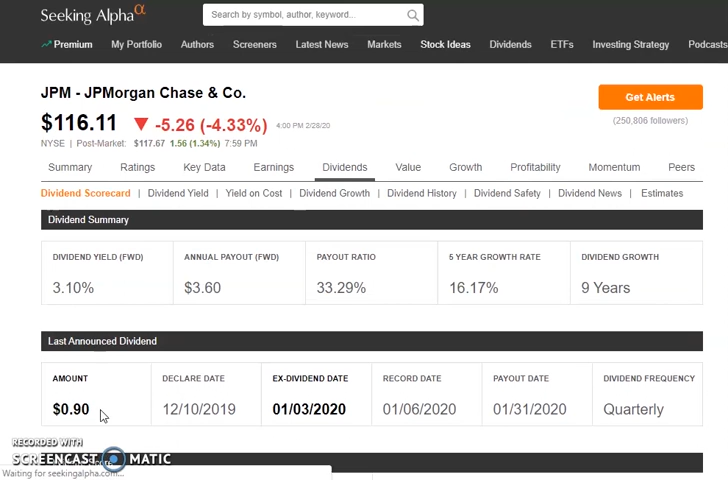 Seeking Alpha α
Search by symbol, author, keyword
Premium My Portfolio Authors Screeners Latest News Markets Stock Ideas Dividends ETFs Investing Strategy Podcasts
JPM - JPMorgan Chase & Co.
Get Alerts
$116.11 -5.26 (-4.33%) 4:00 PM 2/28/20
(250,806 followers)
NYSE | Post-Market: $117.67 1.56 (1.34%) 7:59 PM
Summary Ratings Key Data Earnings Dividends Value Growth Profitability Momentum Peers
Dividend Scorecard | Dividend Yield | Yield on Cost | Dividend Growth | Dividend History | Dividend Safety | Dividend News | Estimates
Dividend Summary
DIVIDEND YIELD (FWD) ANNUAL PAYOUT (FWD) PAYOUT RATIO 5 YEAR GROWTH RATE DIVIDEND GROWTH
3.10% $3.60 33.29% 16.17% 9 Years
Last Announced Dividend
AMOUNT DECLARE DATE EX-DIVIDEND DATE RECORD DATE PAYOUT DATE DIVIDEND FREQUENCY
$0.90 12/10/2019 01/03/2020 01/06/2020 01/31/2020 Quarterly
RECORDED WITH
SCREENCAST MATIC
Waiting for seekingalpha.com...